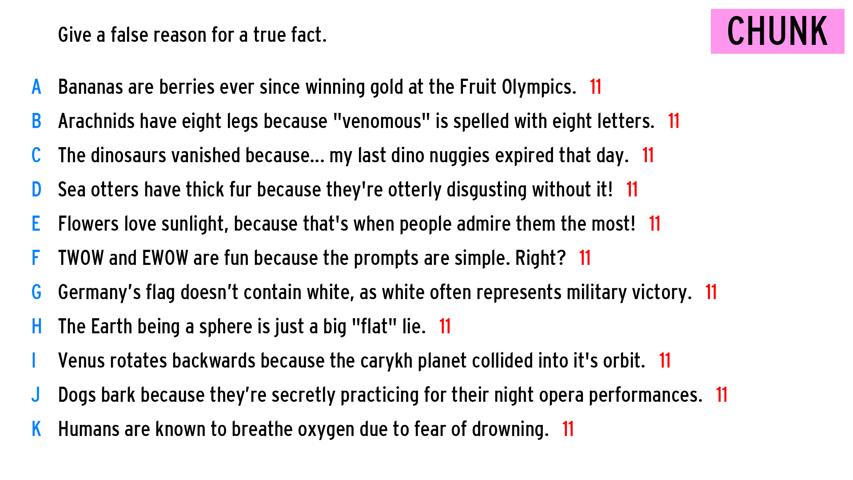 Give a false reason for a true fact.
CHUNK
A Bananas are berries ever since winning gold at the Fruit Olympics. 11
B Arachnids have eight legs because "venomous" is spelled with eight letters. 11
C The dinosaurs vanished because... my last dino nuggies expired that day. 11
D Sea otters have thick fur because they're otterly disgusting without it! 11
E Flowers love sunlight, because that's when people admire them the most! 11
F TWOW and EWOW are fun because the prompts are simple. Right? 11
G Germany’s flag doesn’t contain white, as white often represents military victory. 11
H The Earth being a sphere is just a big "flat" lie. 11
I Venus rotates backwards because the carykh planet collided into it's orbit. 11
J Dogs bark because they’re secretly practicing for their night opera performances. 11
K Humans are known to breathe oxygen due to fear of drowning. 11